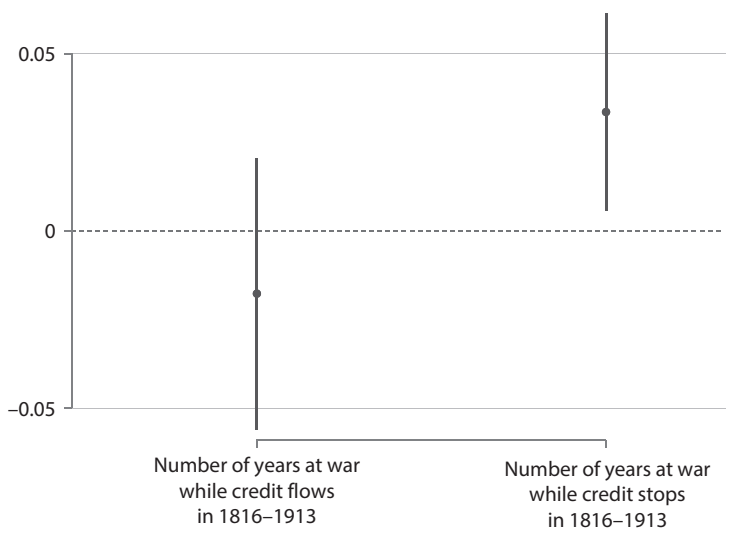 0.05
0
–0.05
Number of years at war
while credit flows
in 1816–1913
Number of years at war
while credit stops
in 1816–1913